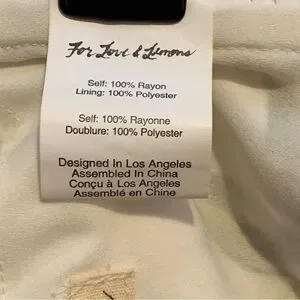 For Love & Lemons
Self: 100% Rayon
Lining: 100% Polyester
Self: 100% Rayonne
Doublure: 100% Polyester
Designed In Los Angeles
Assembled In China
Conçu à Los Angeles
Assemblé en Chine